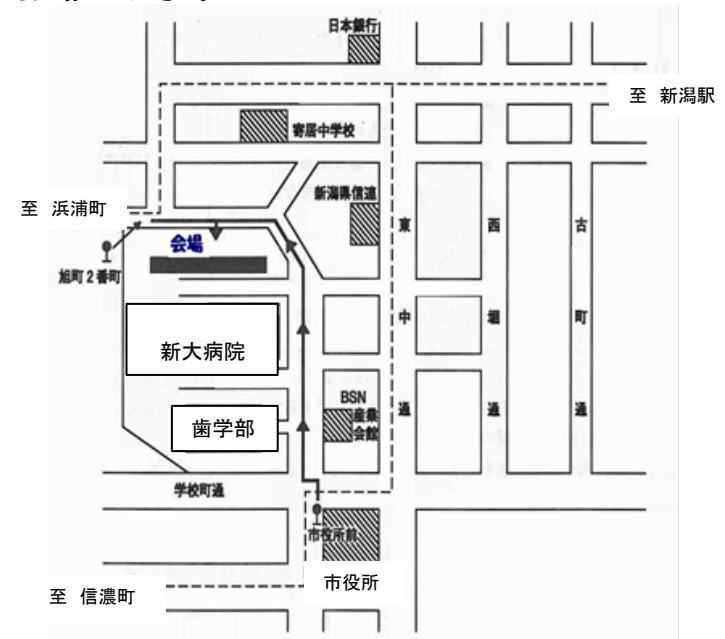 日本銀行
至 新潟駅
寄居中学校
新潟県信連
至 浜浦町
会場
旭町2番町
東中通
西堀通
古町通
新大病院
BSN
産業
会館
歯学部
学校町通
市役所前
市役所
至 信濃町